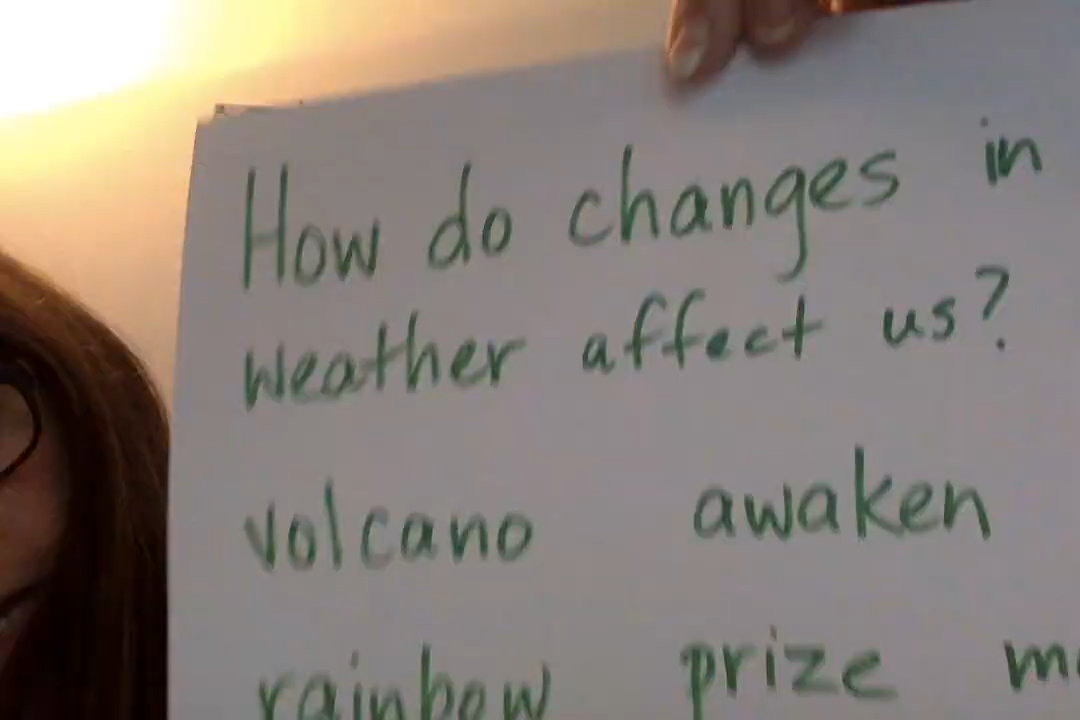 How do changes in
weather affect us?
volcano awaken
rainbow prize